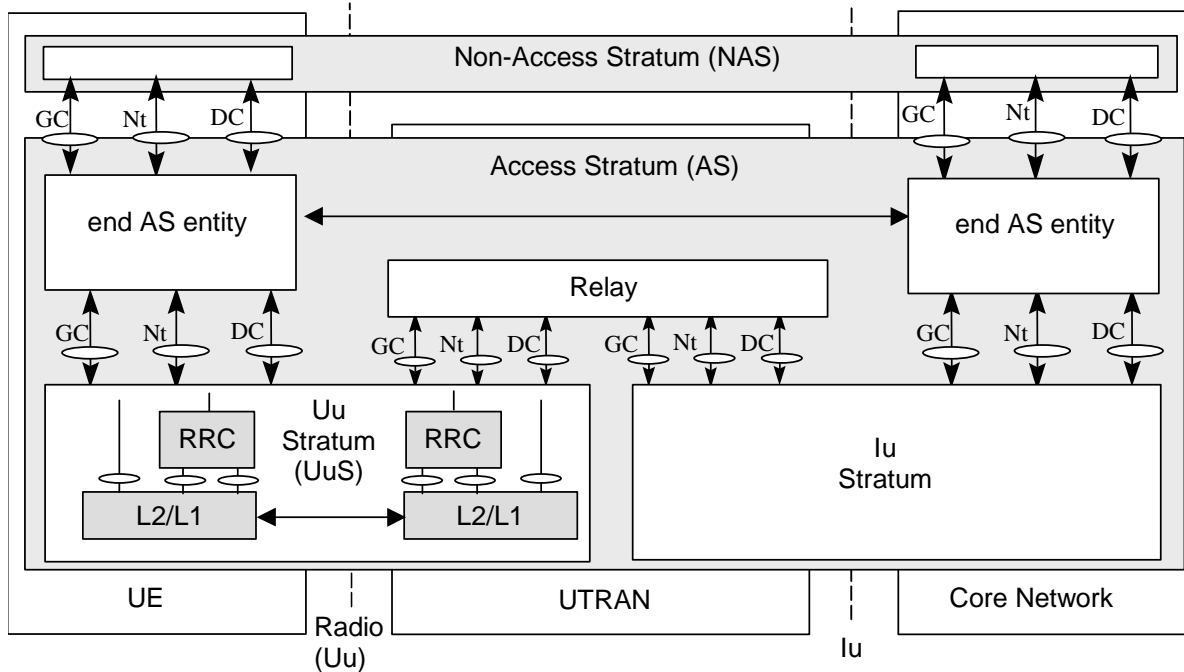 Non-Access Stratum (NAS)
GC Nt DC
GC Nt DC
Access Stratum (AS)
end AS entity
end AS entity
Relay
GC Nt DC
GC Nt DC
GC Nt DC
GC Nt DC
RRC
Uu
Stratum
(UuS)
RRC
L2/L1
L2/L1
Iu
Stratum
UE
UTRAN
Core Network
Radio
(Uu)
Iu